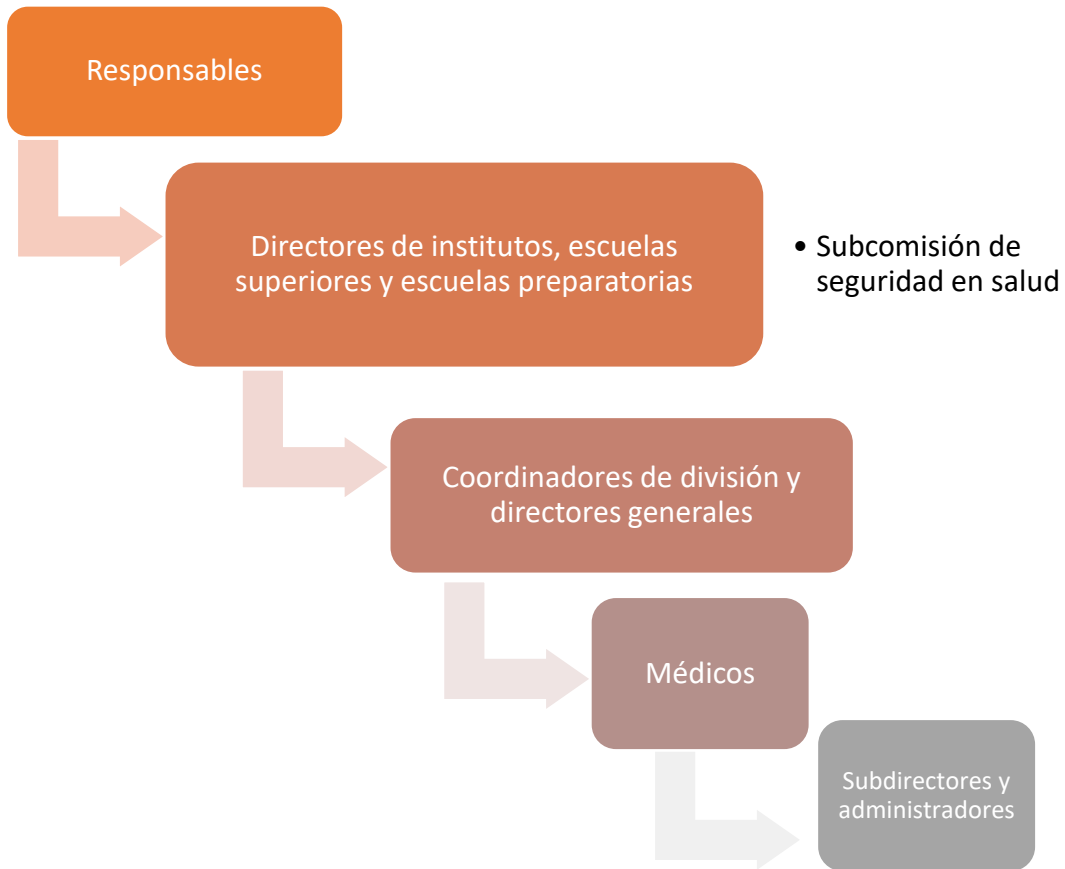 Responsables
Directores de institutos, escuelas
superiores y escuelas preparatorias
• Subcomisión de
seguridad en salud
Coordinadores de división y
directores generales
Médicos
Subdirectores y
administradores